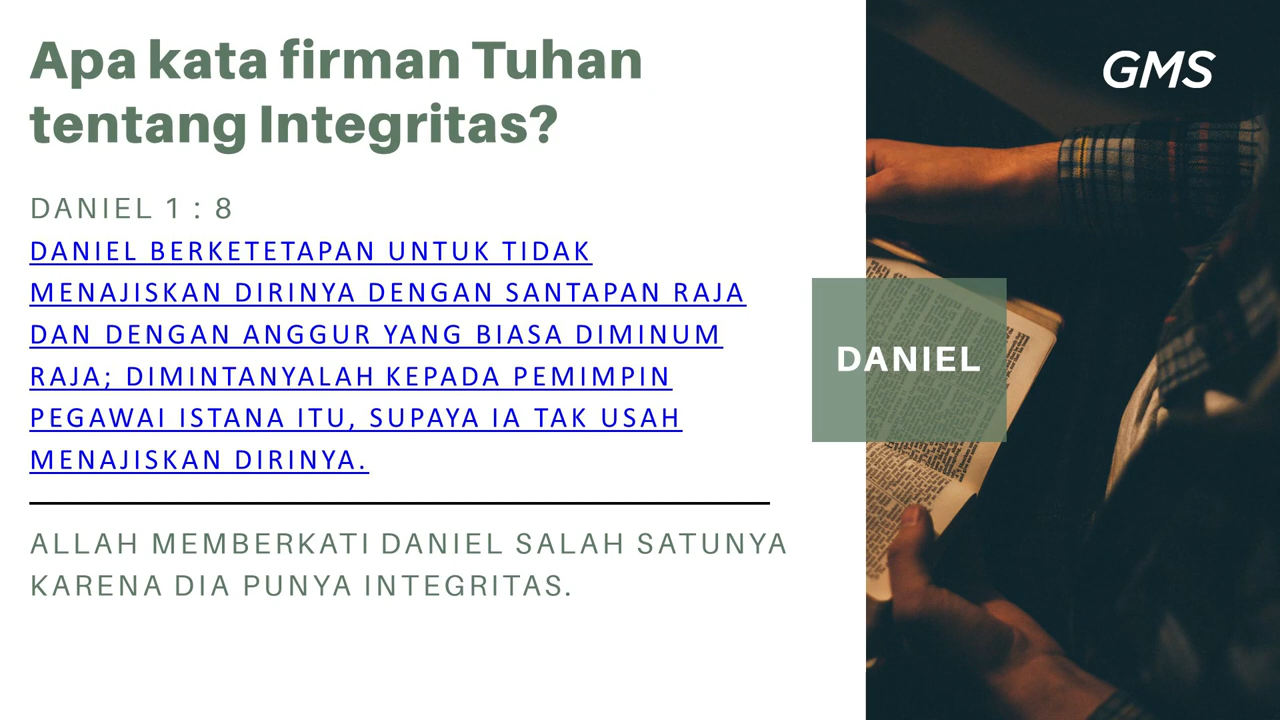 Apa kata firman Tuhan
tentang Integritas?
DANIEL 1 : 8
DANIEL BERKETETAPAN UNTUK TIDAK
MENAJISKAN DIRINYA DENGAN SANTAPAN RAJA
DAN DENGAN ANGGUR YANG BIASA DIMINUM
RAJA; DIMINTANYALAH KEPADA PEMIMPIN
PEGAWAI ISTANA ITU, SUPAYA IA TAK USAH
MENAJISKAN DIRINYA.
ALLAH MEMBERKATI DANIEL SALAH SATUNYA
KARENA DIA PUNYA INTEGRITAS.
GMS
DANIEL